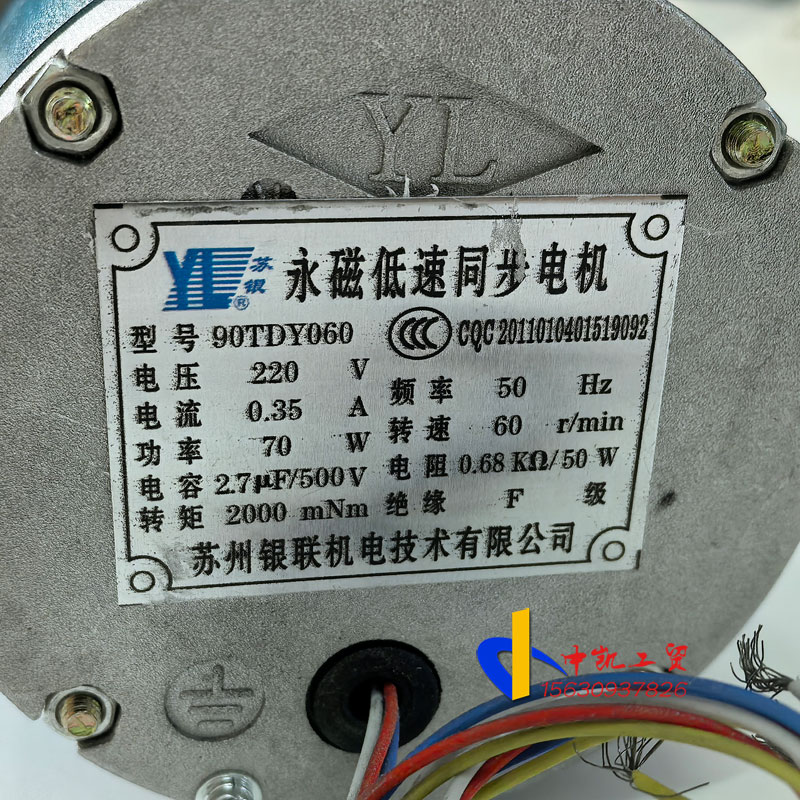 YL
YL 苏银 ® 永磁低速同步电机
型号 90TDY060 CCC CQC 2011010401519092
电压 220 V 频率 50 Hz
电流 0.35 A 转速 60 r/min
功率 70 W 电阻 0.68 KΩ/50 W
电容 2.7μF/500V 绝缘 F 级
转矩 2000 mNm
苏州银联机电技术有限公司
中凯工贸
15630937826